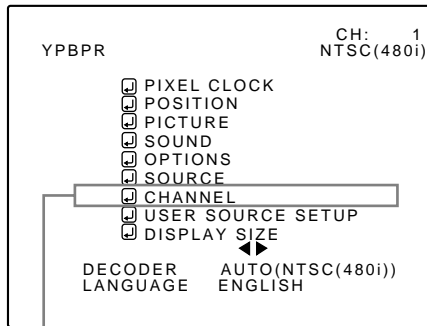 CH: 1
YPBPR NTSC(480i)
PIXEL CLOCK
POSITION
PICTURE
SOUND
OPTIONS
SOURCE
CHANNEL
USER SOURCE SETUP
DISPLAY SIZE
DECODER AUTO(NTSC(480i))
LANGUAGE ENGLISH